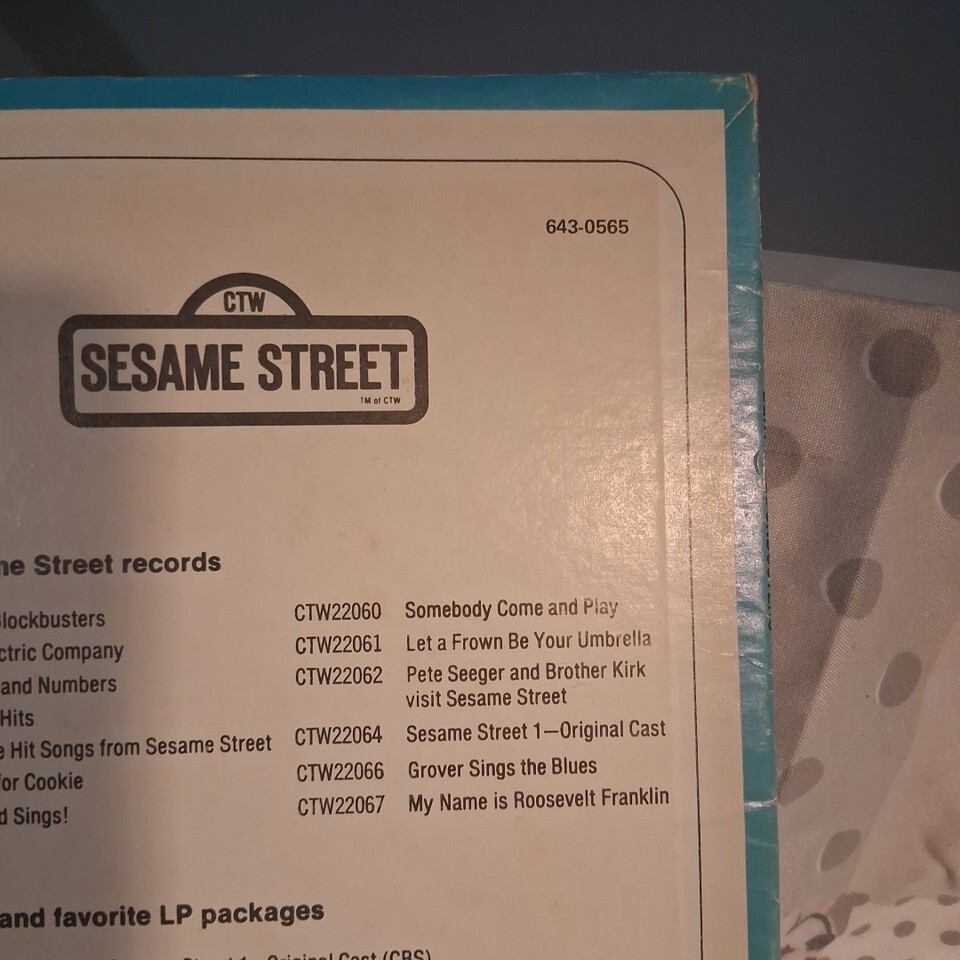 643-0565
CTW
SESAME STREET
TM of CTW
Street records
CTW22060 Somebody Come and Play
ctric Company CTW22061 Let a Frown Be Your Umbrella
and Numbers CTW22062 Pete Seeger and Brother Kirk
visit Sesame Street
Hits
Hit Songs from Sesame Street CTW22064 Sesame Street 1—Original Cast
for Cookie CTW22066 Grover Sings the Blues
d Sings! CTW22067 My Name is Roosevelt Franklin
and favorite LP packages
Original Cast (CBS)